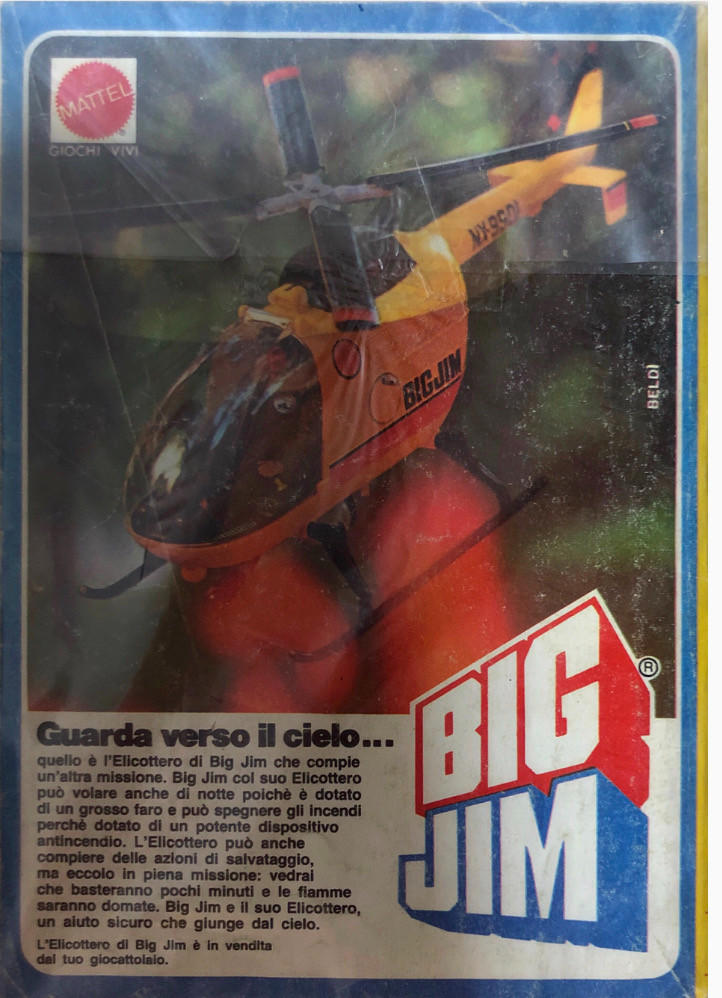 MATTEL
®
GIOCHI VIVI
BIG JIM
BELDÌ
BIG
JIM
®
Guarda verso il cielo...
quello è l'Elicottero di Big Jim che compie
un'altra missione. Big Jim col suo Elicottero
può volare anche di notte poichè è dotato
di un grosso faro e può spegnere gli incendi
perchè dotato di un potente dispositivo
antincendio. L'Elicottero può anche
compiere delle azioni di salvataggio,
ma eccolo in piena missione: vedrai
che basteranno pochi minuti e le fiamme
saranno domate. Big Jim e il suo Elicottero,
un aiuto sicuro che giunge dal cielo.
L'Elicottero di Big Jim è in vendita
dal tuo giocattolaio.